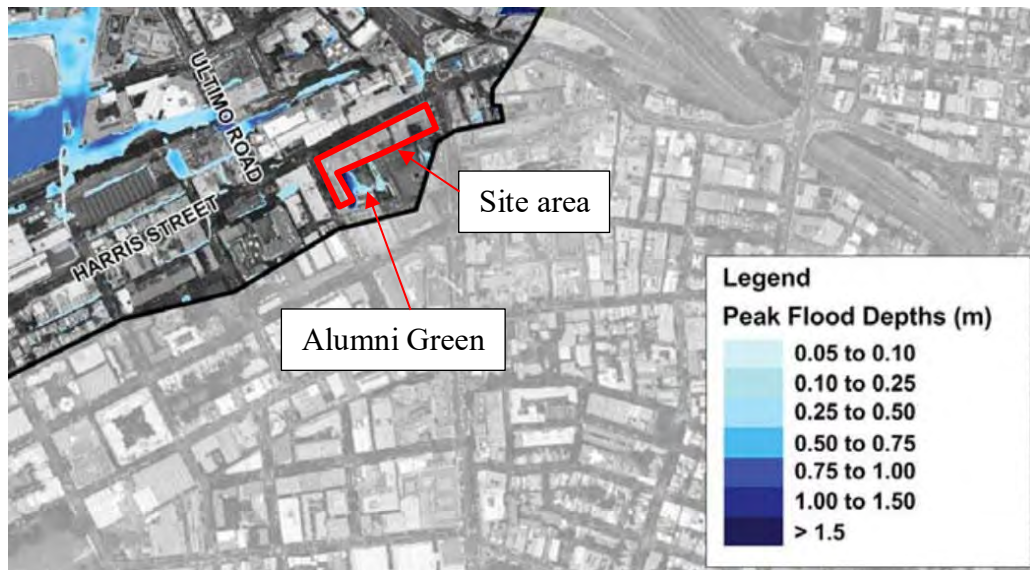 ULTIMO ROAD
HARRIS STREET
Site area
Alumni Green
Legend
Peak Flood Depths (m)
0.05 to 0.10
0.10 to 0.25
0.25 to 0.50
0.50 to 0.75
0.75 to 1.00
1.00 to 1.50
> 1.5